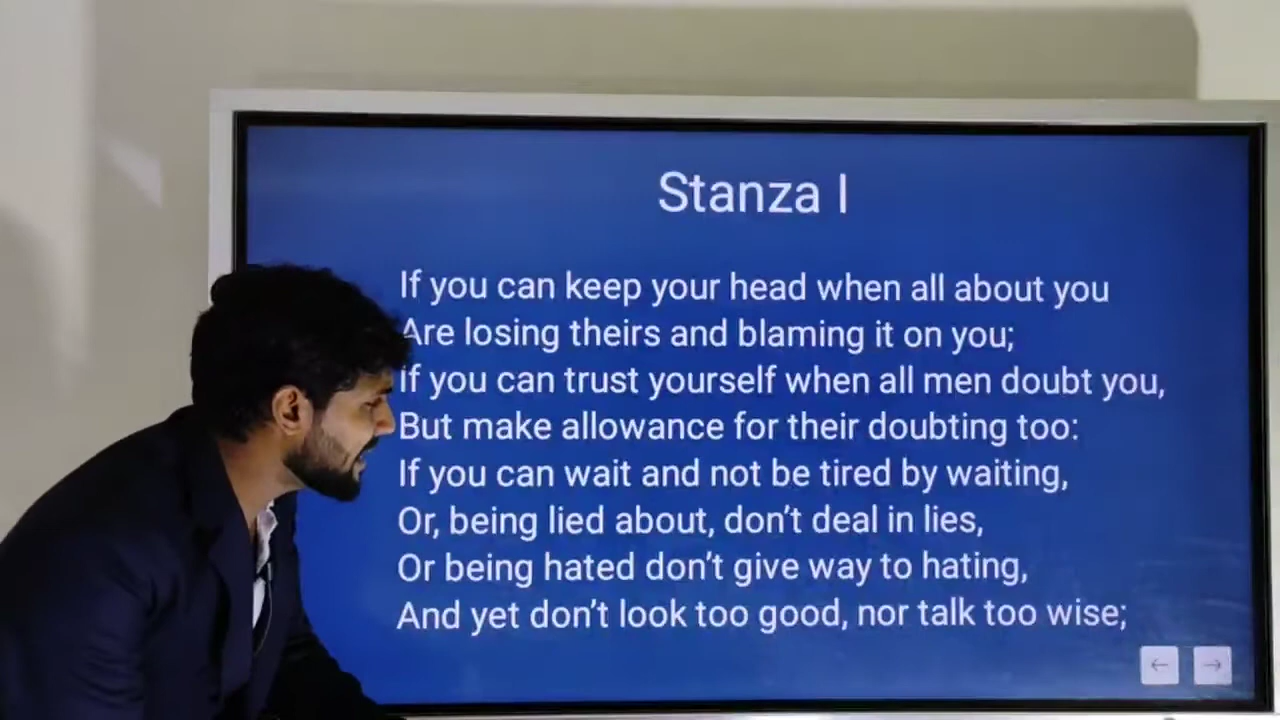 Stanza I
If you can keep your head when all about you
Are losing theirs and blaming it on you;
If you can trust yourself when all men doubt you,
But make allowance for their doubting too:
If you can wait and not be tired by waiting,
Or, being lied about, don’t deal in lies,
Or being hated don’t give way to hating,
And yet don’t look too good, nor talk too wise;